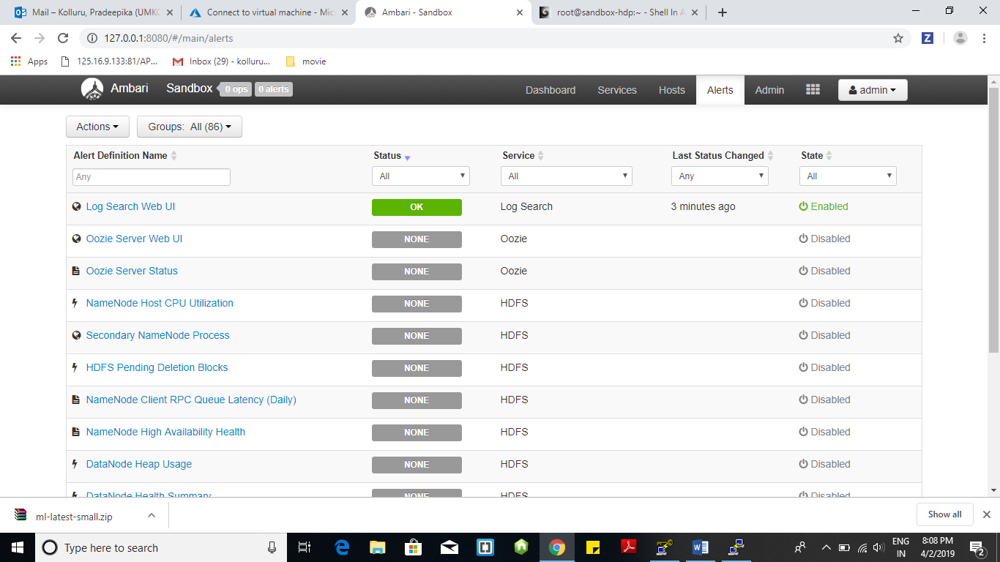 Mail – Kolluru, Pradeepika (UMKC
Connect to virtual machine - Micr
Ambari - Sandbox
root@sandbox-hdp:~ - Shell In A
127.0.0.1:8080/#/main/alerts
Apps
125.16.9.133:81/AP...
Inbox (29) - kolluru...
movie
Ambari Sandbox 0 ops 0 alerts Dashboard Services Hosts Alerts Admin admin
Actions Groups: All (86)
Alert Definition Name Status Service Last Status Changed State
Any All All Any All
Log Search Web UI OK Log Search 3 minutes ago Enabled
Oozie Server Web UI NONE Oozie Disabled
Oozie Server Status NONE Oozie Disabled
NameNode Host CPU Utilization NONE HDFS Disabled
Secondary NameNode Process NONE HDFS Disabled
HDFS Pending Deletion Blocks NONE HDFS Disabled
NameNode Client RPC Queue Latency (Daily) NONE HDFS Disabled
NameNode High Availability Health NONE HDFS Disabled
DataNode Heap Usage NONE HDFS Disabled
DataNode Health Summary NONE HDFS Disabled
ml-latest-small.zip Show all
Type here to search
ENG 8:08 PM
IN 4/2/2019 2